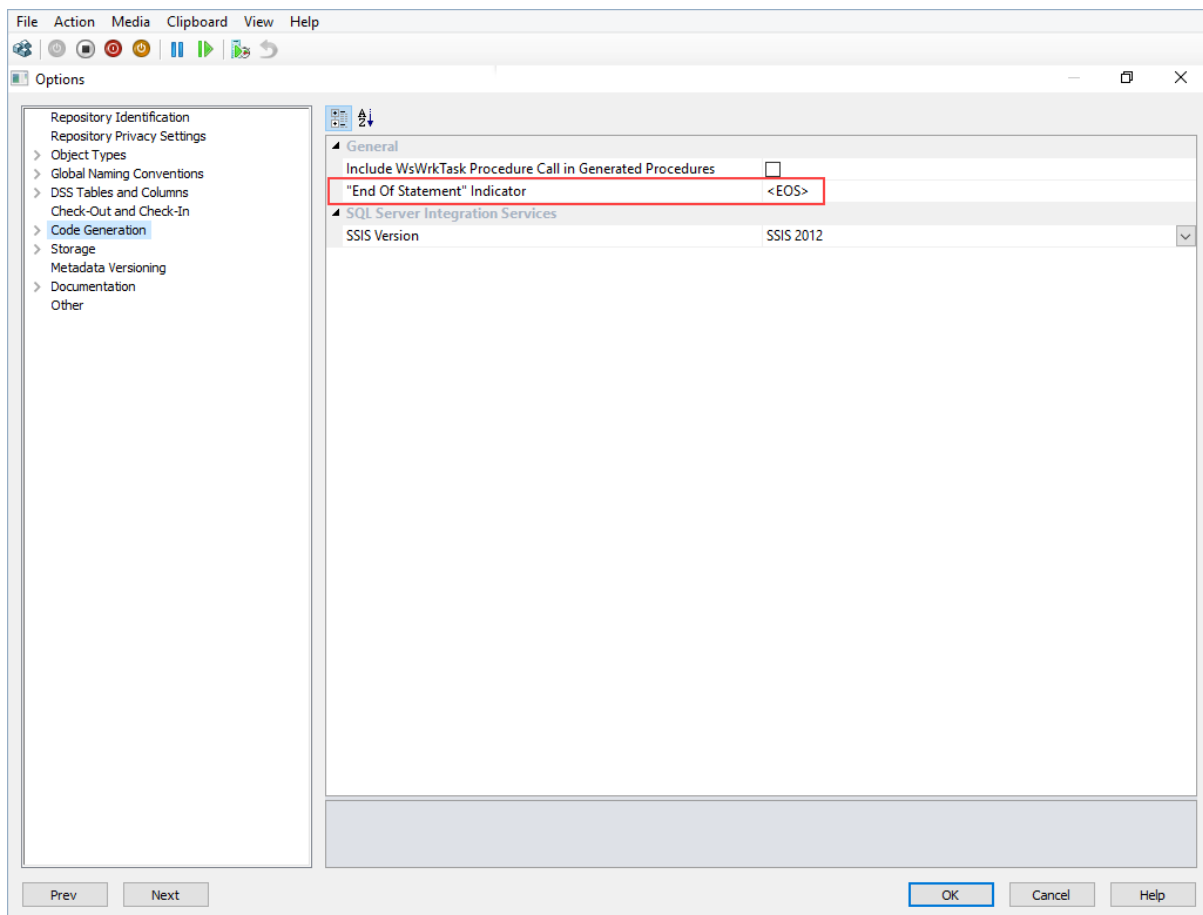 File Action Media Clipboard View Help
Options
Repository Identification
Repository Privacy Settings
Object Types
Global Naming Conventions
DSS Tables and Columns
Check-Out and Check-In
Code Generation
Storage
Metadata Versioning
Documentation
Other
General
Include WsWrkTask Procedure Call in Generated Procedures
"End Of Statement" Indicator <EOS>
SQL Server Integration Services
SSIS Version SSIS 2012
Prev Next OK Cancel Help